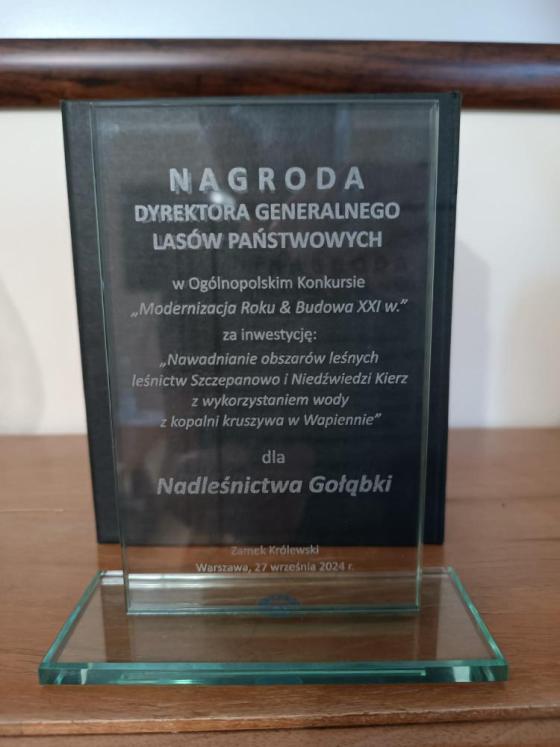 NAGRODA
DYREKTORA GENERALNEGO
LASÓW PAŃSTWOWYCH
w Ogólnopolskim Konkursie
„Modernizacja Roku & Budowa XXI w.”
za inwestycję:
„Nawadnianie obszarów leśnych
leśnictw Szczepanowo i Niedźwiedzi Kierz
z wykorzystaniem wody
z kopalni kruszywa w Wapiennie”
dla
Nadleśnictwa Gołąbki
Zamek Królewski
Warszawa, 27 września 2024 r.